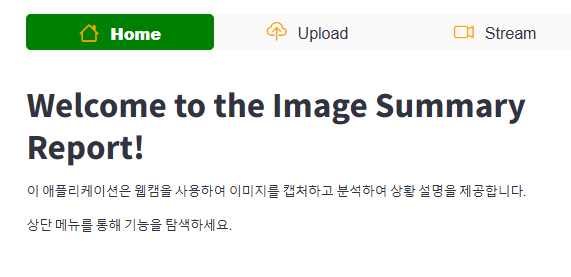 Home Upload Stream
Welcome to the Image Summary
Report!
이 애플리케이션은 웹캠을 사용하여 이미지를 캡처하고 분석하여 상황 설명을 제공합니다.
상단 메뉴를 통해 기능을 탐색하세요.